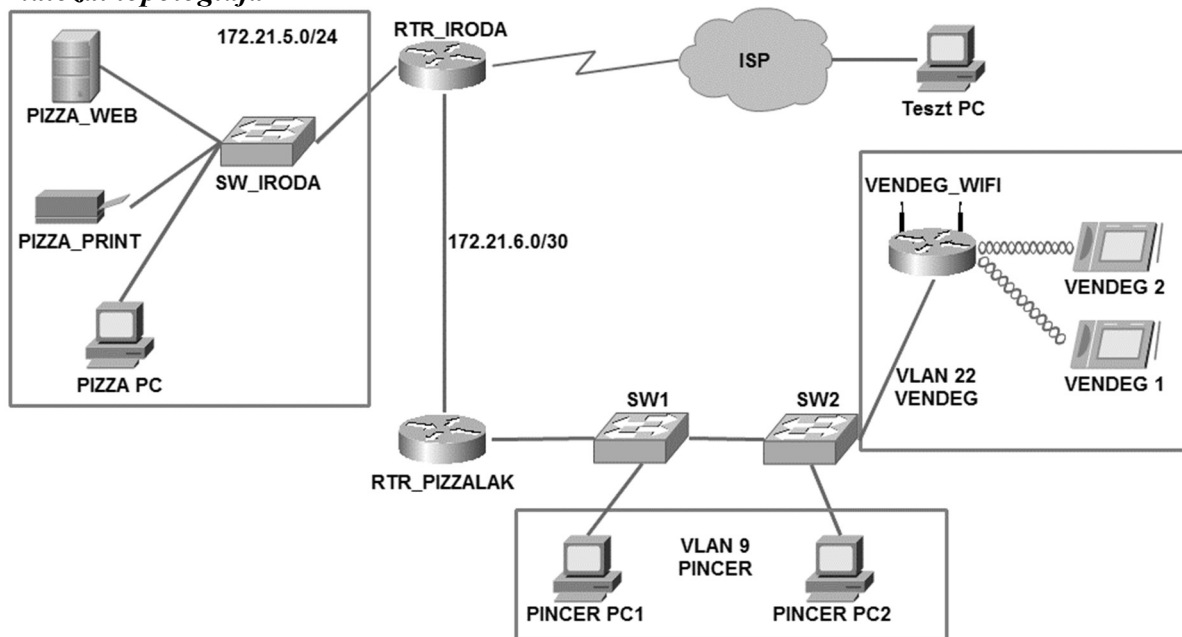 topológiája
172.21.5.0/24
RTR_IRODA
PIZZA_WEB
ISP
Teszt PC
SW_IRODA
VENDEG_WIFI
PIZZA_PRINT
172.21.6.0/30
VENDEG 2
PIZZA PC
VLAN 22
VENDEG
VENDEG 1
SW1
SW2
RTR_PIZZALAK
VLAN 9
PINCER
PINCER PC1
PINCER PC2